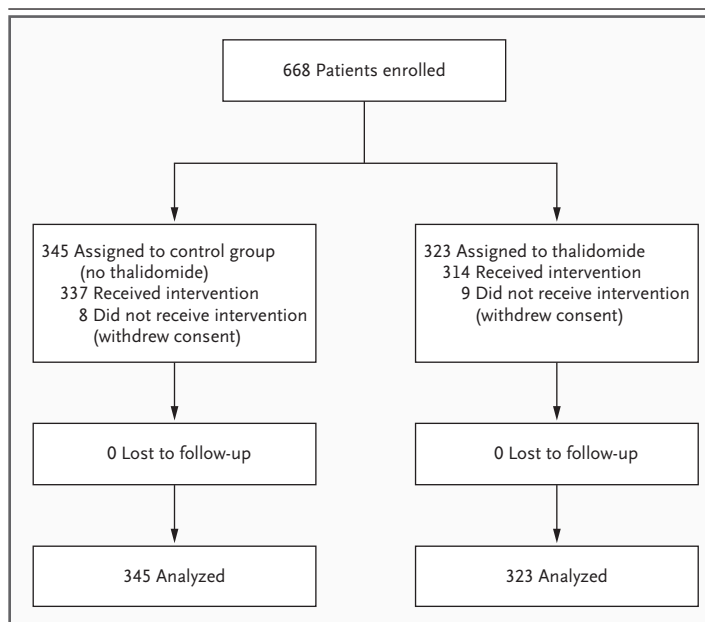 668 Patients enrolled
345 Assigned to control group
(no thalidomide)
337 Received intervention
8 Did not receive intervention
(withdrew consent)
323 Assigned to thalidomide
314 Received intervention
9 Did not receive intervention
(withdrew consent)
0 Lost to follow-up
0 Lost to follow-up
345 Analyzed
323 Analyzed